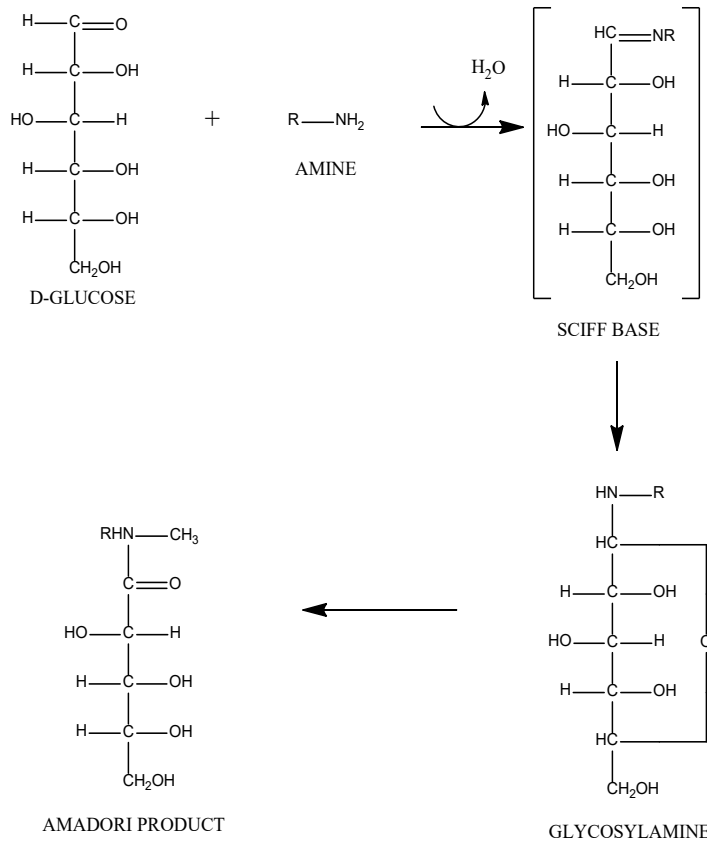 H C O
H C OH
HO C H
H C OH
H C OH
CH2OH
D-GLUCOSE
+
R NH2
AMINE
H2O
HC NR
H C OH
HO C H
H C OH
H C OH
CH2OH
SCIFF BASE
HN R
HC
H C OH
HO C H
H C OH
HC
CH2OH
GLYCOSYLAMINE
RHN CH3
C O
HO C H
H C OH
H C OH
CH2OH
AMADORI PRODUCT